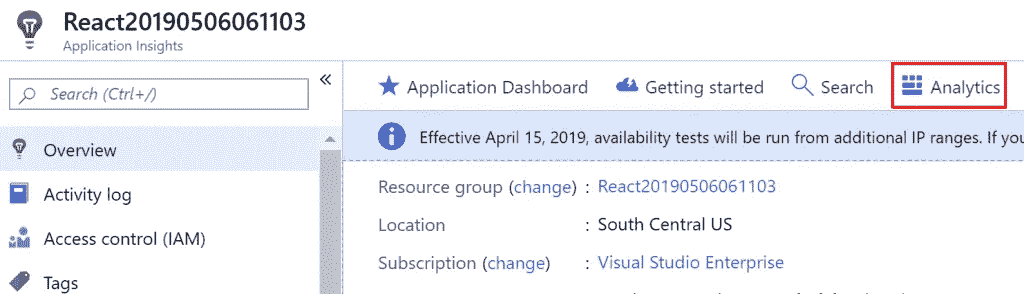 React20190506061103
Application Insights
Search (Ctrl+/)
«
Overview
Activity log
Access control (IAM)
Tags
Application Dashboard Getting started Search Analytics
Effective April 15, 2019, availability tests will be run from additional IP ranges. If you
Resource group (change) : React20190506061103
Location : South Central US
Subscription (change) : Visual Studio Enterprise